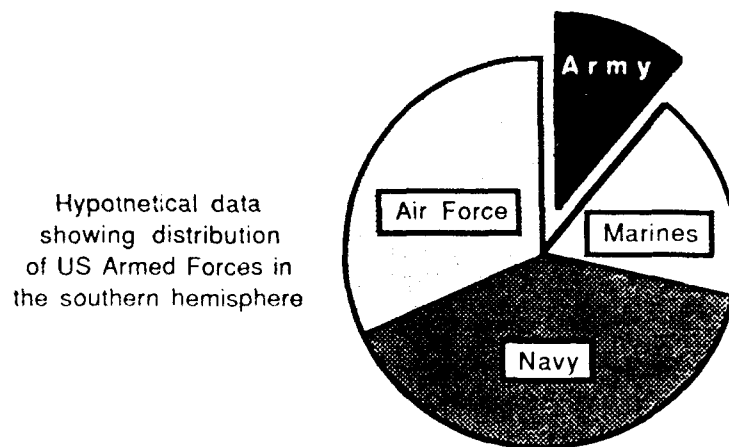 Army
Air Force
Marines
Hypotnetical data
showing distribution
of US Armed Forces in
the southern hemisphere
Navy